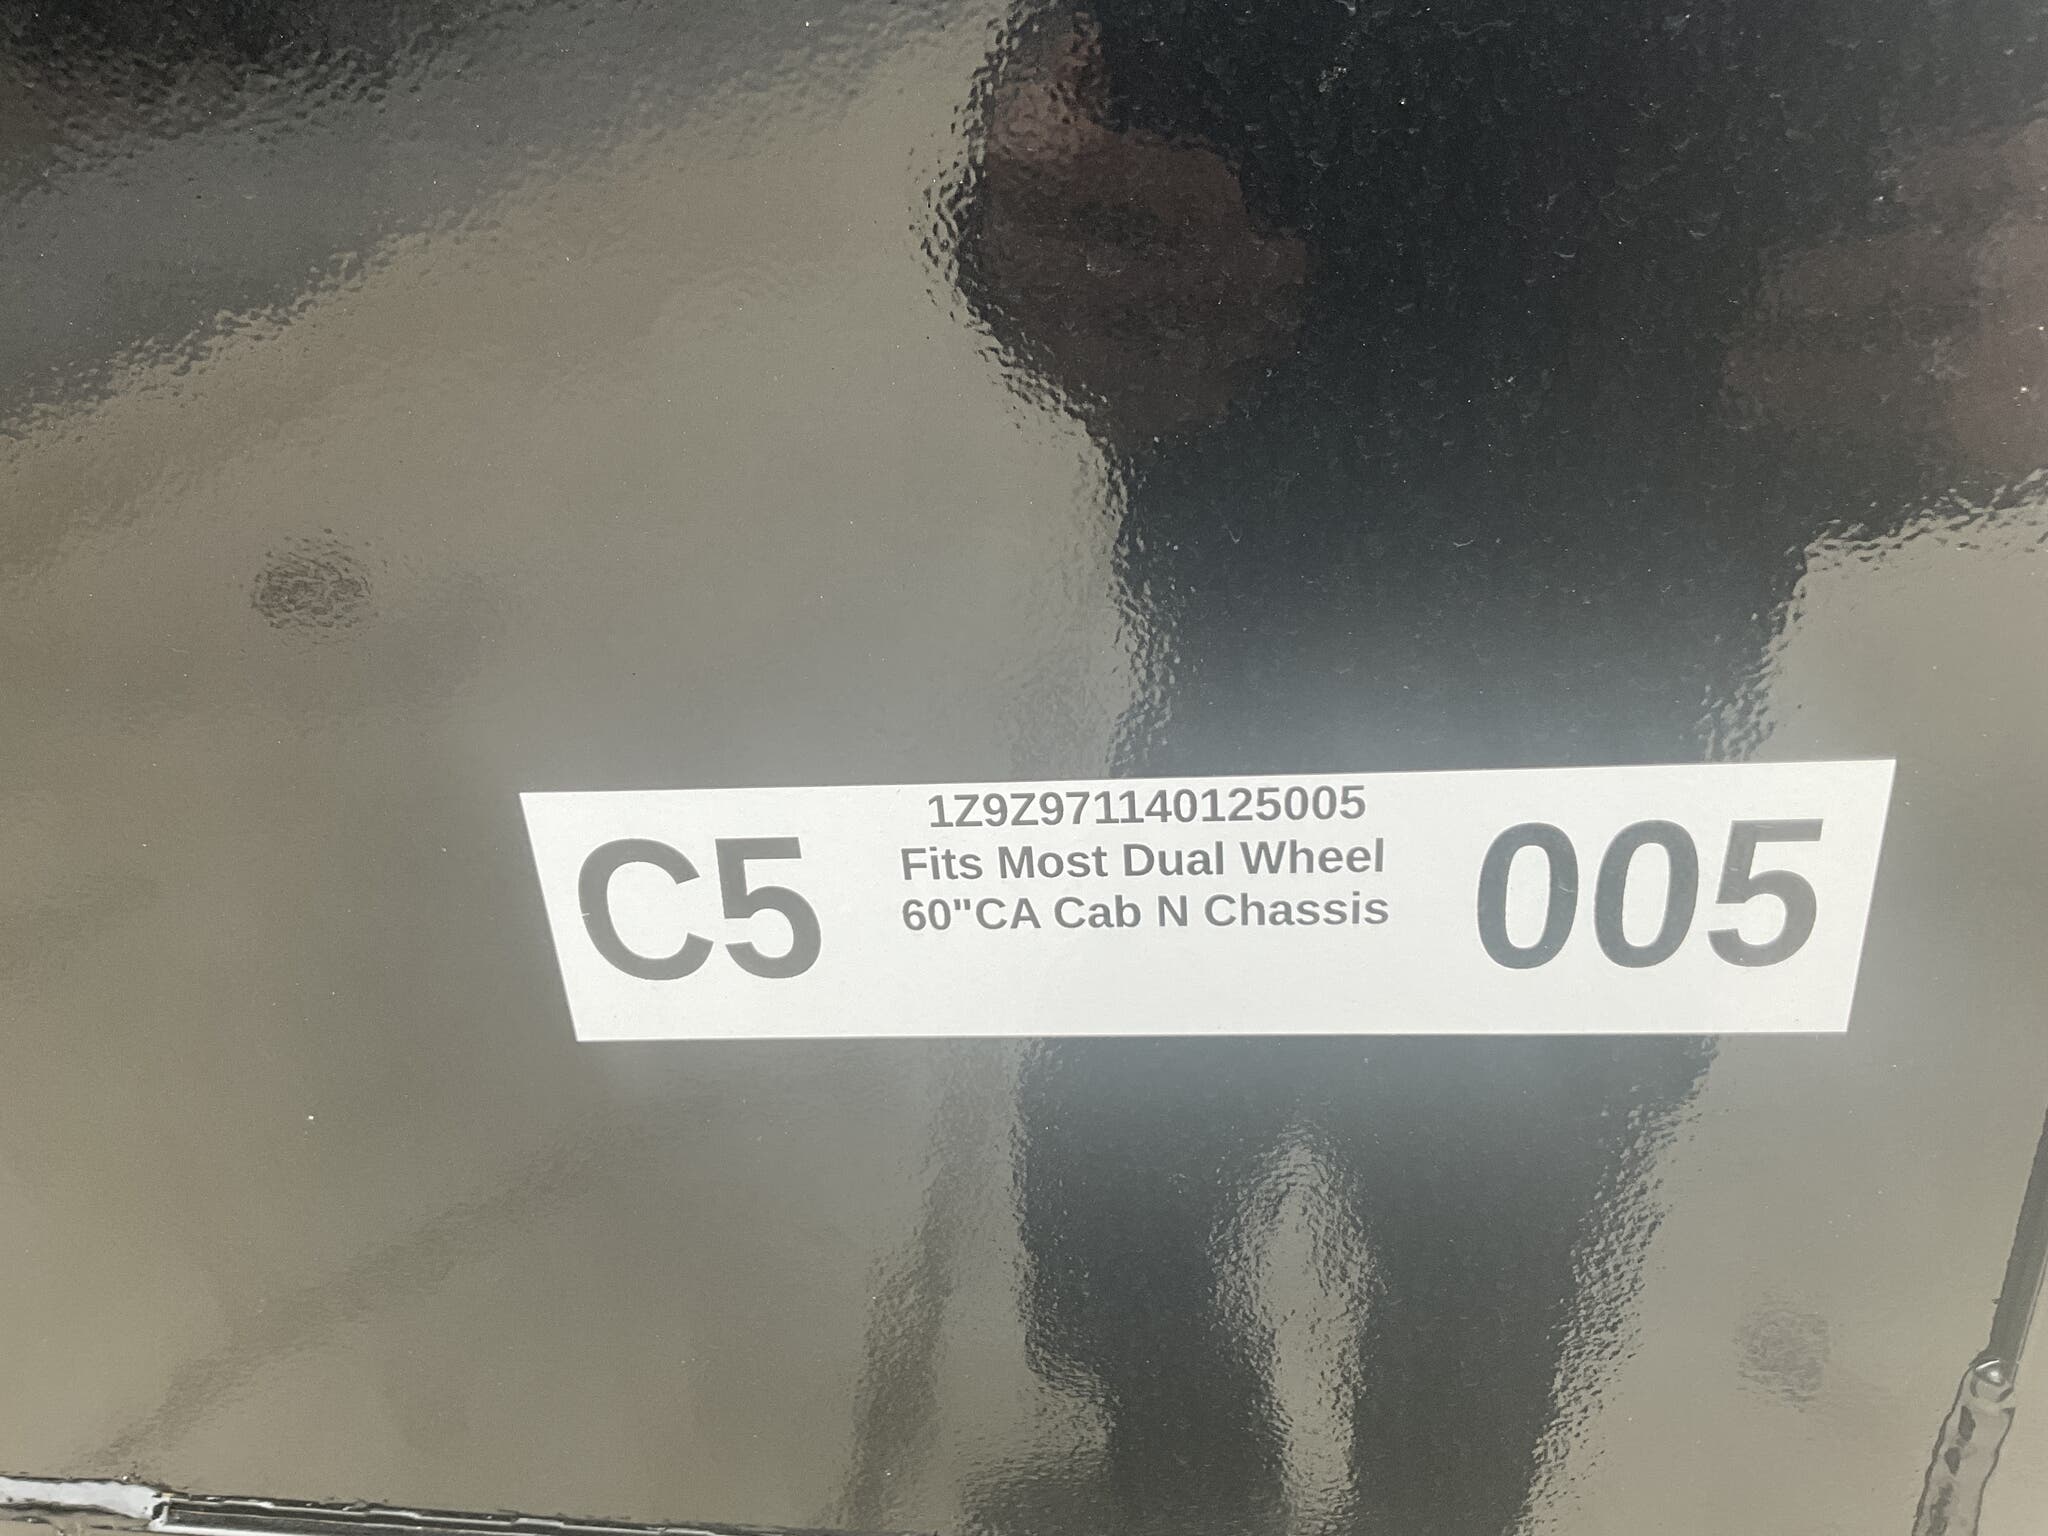 1Z9Z971140125005
C5
Fits Most Dual Wheel
60"CA Cab N Chassis
005